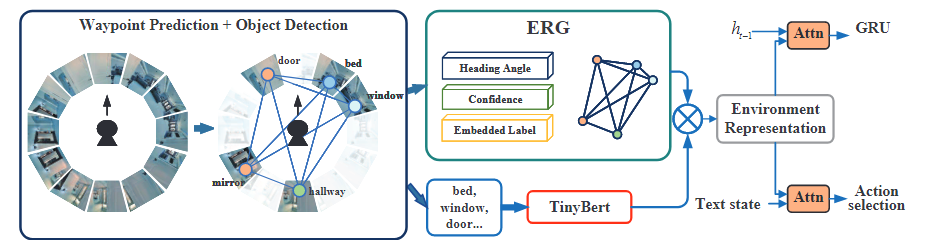 Waypoint Prediction + Object Detection
door
bed
window
mirror
hallway
ERG
Heading Angle
Confidence
Embedded Label
bed,
window,
door...
TinyBert
Environment
Representation
h_{t-1}
Attn
GRU
Text state
Attn
Action
selection